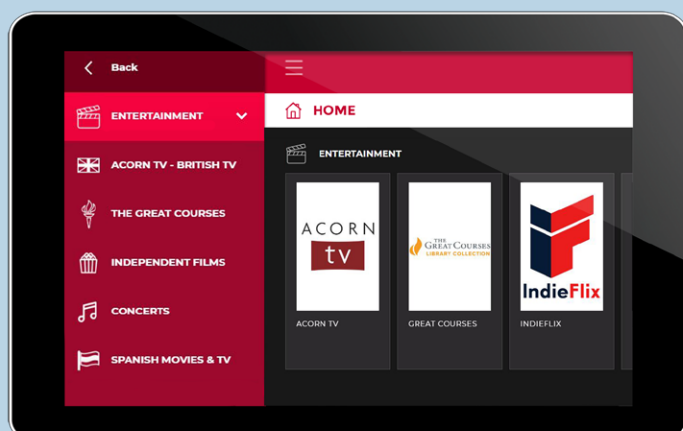 Back
ENTERTAINMENT
ACORN TV - BRITISH TV
THE GREAT COURSES
INDEPENDENT FILMS
CONCERTS
SPANISH MOVIES & TV
HOME
ENTERTAINMENT
ACORN
tv
ACORN TV
THE
GREAT COURSES
LIBRARY COLLECTION
GREAT COURSES
IndieFlix
INDIEFLIX